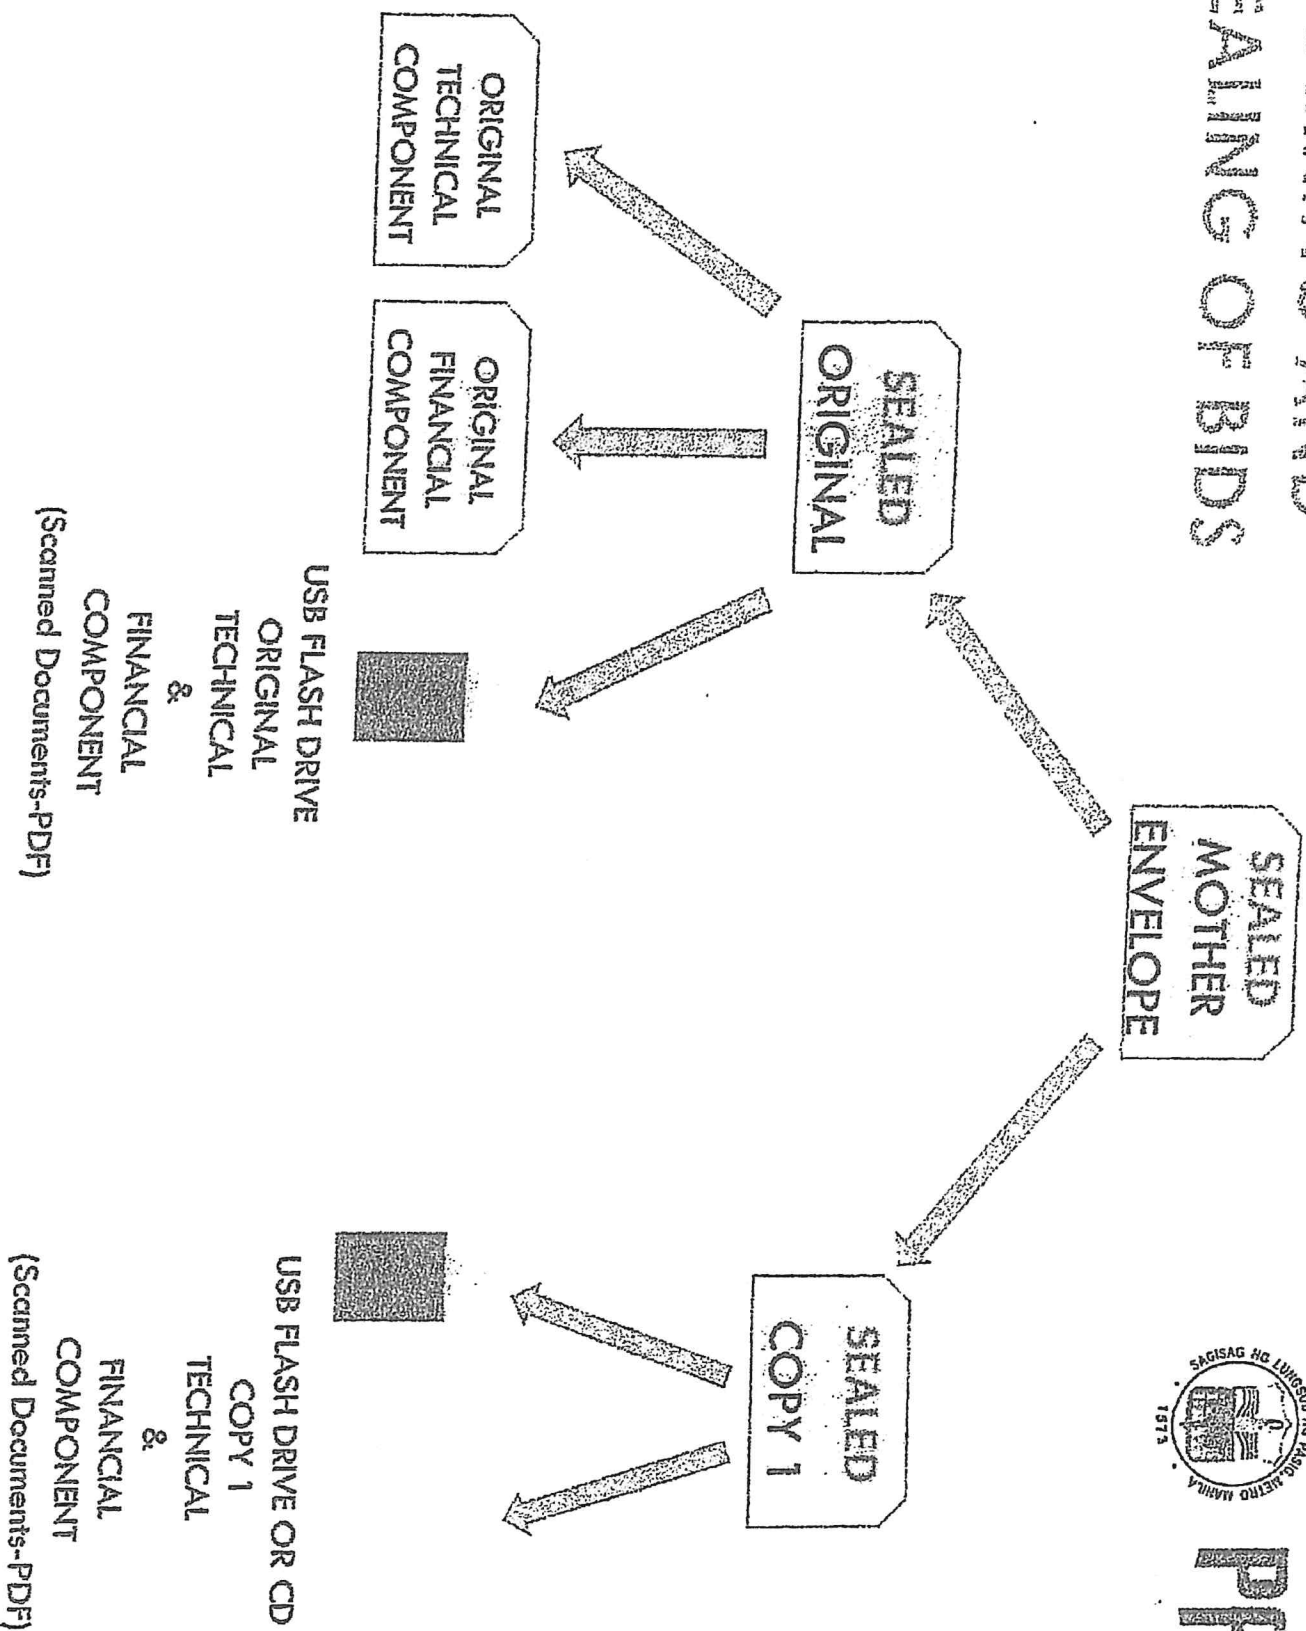 AND
EALING OF BIDS
SAGISAG NG LUNGSOD NG PASIG, METRO MANILA
1573
SEALED
MOTHER
ENVELOPE
SEALED
ORIGINAL
SEALED
COPY 1
ORIGINAL
TECHNICAL
COMPONENT
ORIGINAL
FINANCIAL
COMPONENT
USB FLASH DRIVE
ORIGINAL
TECHNICAL
&
FINANCIAL
COMPONENT
(Scanned Documents-PDF)
USB FLASH DRIVE OR CD
COPY 1
TECHNICAL
&
FINANCIAL
COMPONENT
(Scanned Documents-PDF)